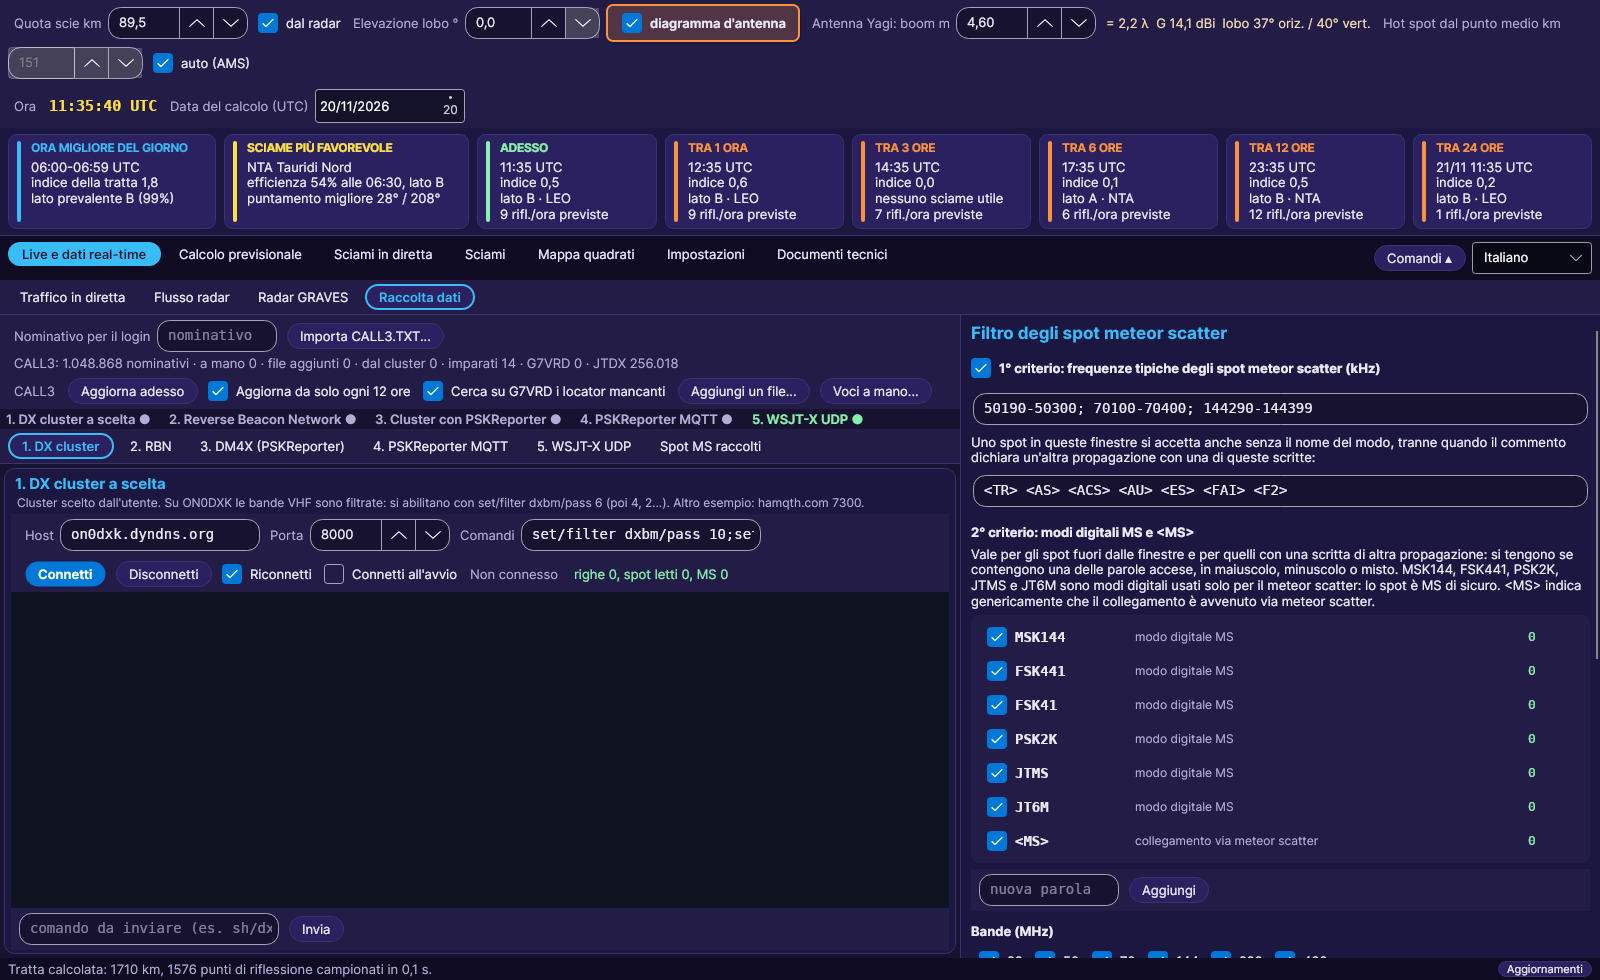 Quota scie km 89,5 dal radar Elevazione lobo ° 0,0 diagramma d'antenna Antenna Yagi: boom m 4,60 = 2,2 λ G 14,1 dBi lobo 37° oriz. / 40° vert. Hot spot dal punto medio km
151 auto (AMS)
Ora 11:35:40 UTC Data del calcolo (UTC) 20/11/2026 20
ORA MIGLIORE DEL GIORNO
06:00-06:59 UTC
indice della tratta 1,8
lato prevalente B (99%)
SCIAME PIÙ FAVOREVOLE
NTA Tauridi Nord
efficienza 54% alle 06:30, lato B
puntamento migliore 28° / 208°
ADESSO
11:35 UTC
indice 0,5
lato B · LEO
9 rifl./ora previste
TRA 1 ORA
12:35 UTC
indice 0,6
lato B · LEO
9 rifl./ora previste
TRA 3 ORE
14:35 UTC
indice 0,0
nessuno sciame utile
7 rifl./ora previste
TRA 6 ORE
17:35 UTC
indice 0,1
lato A · NTA
6 rifl./ora previste
TRA 12 ORE
23:35 UTC
indice 0,5
lato B · NTA
12 rifl./ora previste
TRA 24 ORE
21/11 11:35 UTC
indice 0,2
lato B · LEO
1 rifl./ora previste
Live e dati real-time Calcolo previsionale Sciami in diretta Sciami Mappa quadrati Impostazioni Documenti tecnici Comandi ▴ Italiano
Traffico in diretta Flusso radar Radar GRAVES Raccolta dati
Nominativo per il login nominativo Importa CALL3.TXT...
CALL3: 1.048.868 nominativi · a mano 0 · file aggiunti 0 · dal cluster 0 · imparati 14 · G7VRD 0 · JTDX 256.018
CALL3 Aggiorna adesso Aggiorna da solo ogni 12 ore Cerca su G7VRD i locator mancanti Aggiungi un file... Voci a mano...
1. DX cluster a scelta ● 2. Reverse Beacon Network ● 3. Cluster con PSKReporter ● 4. PSKReporter MQTT ● 5. WSJT-X UDP ●
1. DX cluster 2. RBN 3. DM4X (PSKReporter) 4. PSKReporter MQTT 5. WSJT-X UDP Spot MS raccolti
1. DX cluster a scelta
Cluster scelto dall'utente. Su ON0DXK le bande VHF sono filtrate: si abilitano con set/filter dxbm/pass 6 (poi 4, 2...). Altro esempio: hamqth.com 7300.
Host on0dxk.dyndns.org Porta 8000 Comandi set/filter dxbm/pass 10;se
Connetti Disconnetti Riconnetti Connetti all'avvio Non connesso righe 0, spot letti 0, MS 0
comando da inviare (es. sh/dx Invia
Filtro degli spot meteor scatter
1° criterio: frequenze tipiche degli spot meteor scatter (kHz)
50190-50300; 70100-70400; 144290-144399
Uno spot in queste finestre si accetta anche senza il nome del modo, tranne quando il commento
dichiara un'altra propagazione con una di queste scritte:
<TR> <AS> <ACS> <AU> <ES> <FAI> <F2>
2° criterio: modi digitali MS e <MS>
Vale per gli spot fuori dalle finestre e per quelli con una scritta di altra propagazione: si tengono se
contengono una delle parole accese, in maiuscolo, minuscolo o misto. MSK144, FSK441, PSK2K,
JTMS e JT6M sono modi digitali usati solo per il meteor scatter: lo spot è MS di sicuro. <MS> indica
genericamente che il collegamento è avvenuto via meteor scatter.
MSK144 modo digitale MS 0
FSK441 modo digitale MS 0
FSK41 modo digitale MS 0
PSK2K modo digitale MS 0
JTMS modo digitale MS 0
JT6M modo digitale MS 0
<MS> collegamento via meteor scatter 0
nuova parola Aggiungi
Bande (MHz)
Tratta calcolata: 1710 km, 1576 punti di riflessione campionati in 0,1 s. Aggiornamenti